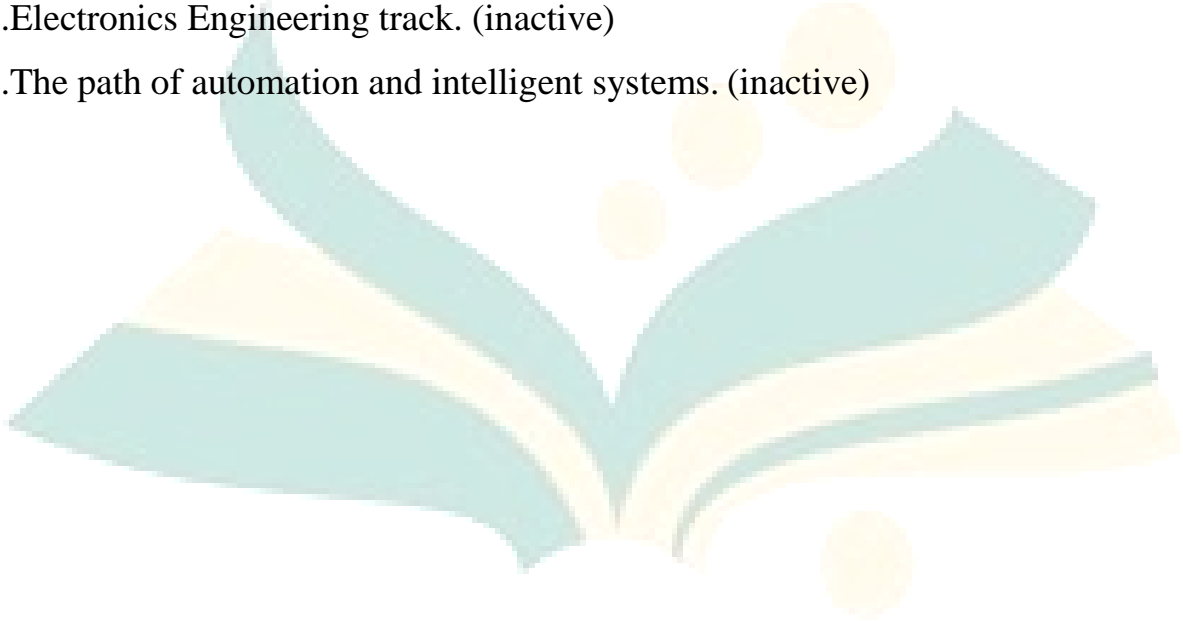 .Electronics Engineering track. (inactive)
.The path of automation and intelligent systems. (inactive)